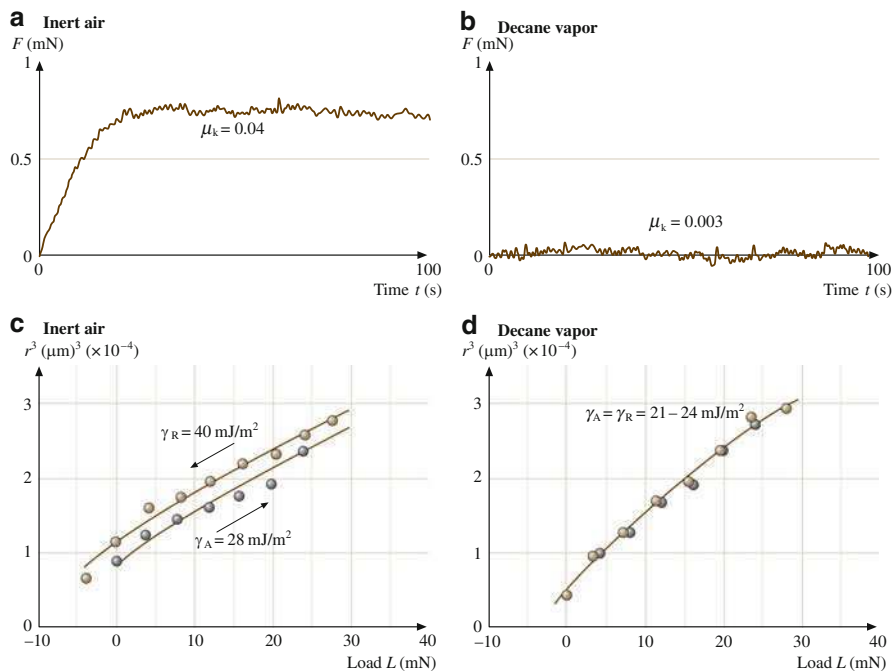 a Inert air
F (mN)
1
0.5
0
μk = 0.04
0 100
Time t (s)
b Decane vapor
F (mN)
1
0.5
0
μk = 0.003
0 100
Time t (s)
c Inert air
r³ (μm)³ (×10⁻⁴)
3
2
1
0
γR = 40 mJ/m²
γA = 28 mJ/m²
−10 0 10 20 30 40
Load L (mN)
d Decane vapor
r³ (μm)³ (×10⁻⁴)
3
2
1
0
γA = γR = 21–24 mJ/m²
−10 0 10 20 30 40
Load L (mN)